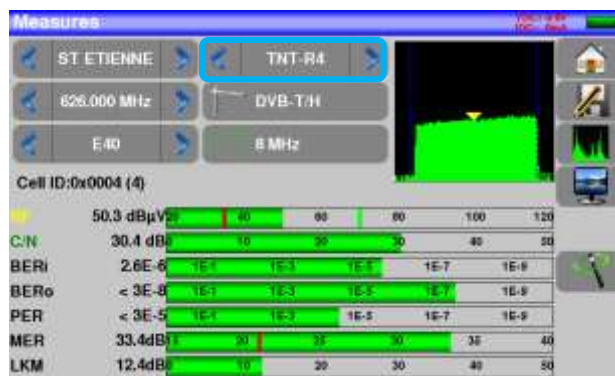 Measures
ST ETIENNE
TNT-R4
626.000 MHz
DVB-T/H
E40
8 MHz
Cell ID:0x0004 (4)
50.3 dBµV 20 40 60 80 100 120
C/N 30.4 dB 0 10 20 30 40 50
BERi 2.6E-6 1E-1 1E-3 1E-5 1E-7 1E-9
BERo < 3E-8 1E-1 1E-3 1E-5 1E-7 1E-9
PER < 3E-5 1E-1 1E-3 1E-5 1E-7 1E-9
MER 33.4dB 15 20 25 30 35 40
LKM 12.4dB 0 10 20 30 40 50